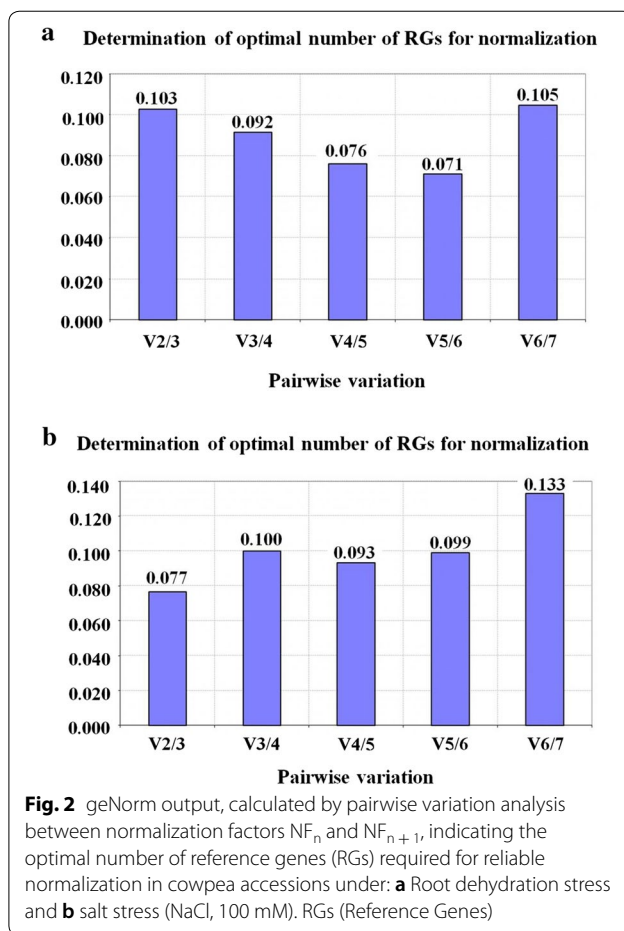 a Determination of optimal number of RGs for normalization
0.120
0.100
0.080
0.060
0.040
0.020
0.000
0.103
0.092
0.076
0.071
0.105
V2/3 V3/4 V4/5 V5/6 V6/7
Pairwise variation
b Determination of optimal number of RGs for normalization
0.140
0.120
0.100
0.080
0.060
0.040
0.020
0.000
0.077
0.100
0.093
0.099
0.133
V2/3 V3/4 V4/5 V5/6 V6/7
Pairwise variation
Fig. 2 geNorm output, calculated by pairwise variation analysis
between normalization factors NFn and NFn + 1, indicating the
optimal number of reference genes (RGs) required for reliable
normalization in cowpea accessions under: a Root dehydration stress
and b salt stress (NaCl, 100 mM). RGs (Reference Genes)